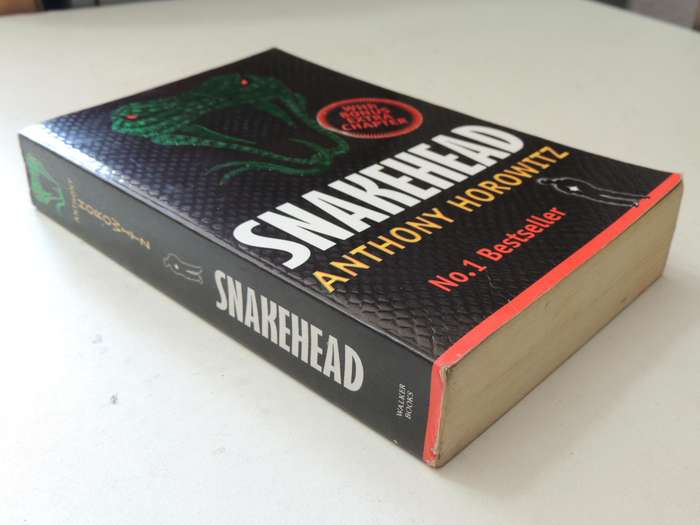 WITH
BONUS
EXTRA
CHAPTER
SNAKEHEAD
ANTHONY HOROWITZ
No.1 Bestseller
ANTHONY
HOROWITZ
SNAKEHEAD
WALKER
BOOKS